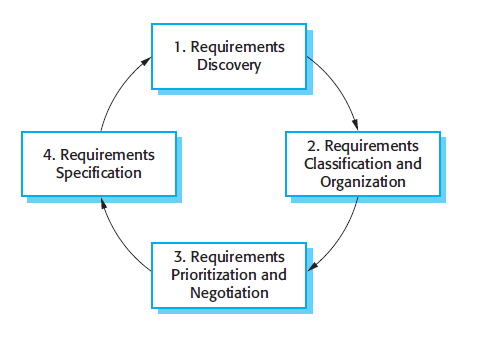 1. Requirements
Discovery
2. Requirements
Classification and
Organization
3. Requirements
Prioritization and
Negotiation
4. Requirements
Specification